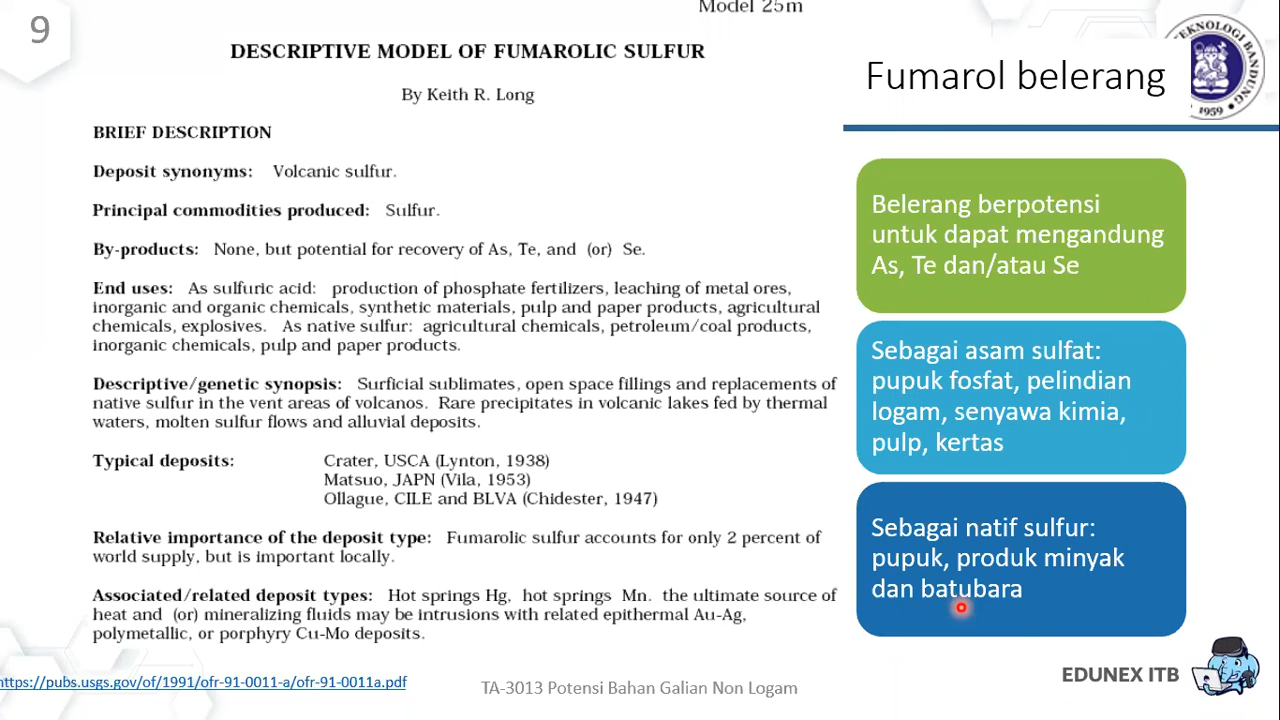 9
Model 25m
DESCRIPTIVE MODEL OF FUMAROLIC SULFUR
By Keith R. Long
BRIEF DESCRIPTION
Deposit synonyms: Volcanic sulfur.
Principal commodities produced: Sulfur.
By-products: None, but potential for recovery of As, Te, and (or) Se.
End uses: As sulfuric acid: production of phosphate fertilizers, leaching of metal ores,
inorganic and organic chemicals, synthetic materials, pulp and paper products, agricultural
chemicals, explosives. As native sulfur: agricultural chemicals, petroleum/coal products,
inorganic chemicals, pulp and paper products.
Descriptive/genetic synopsis: Surficial sublimates, open space fillings and replacements of
native sulfur in the vent areas of volcanos. Rare precipitates in volcanic lakes fed by thermal
waters, molten sulfur flows and alluvial deposits.
Typical deposits: Crater, USCA (Lynton, 1938)
Matsuo, JAPN (Vila, 1953)
Ollague, CILE and BLVA (Chidester, 1947)
Relative importance of the deposit type: Fumarolic sulfur accounts for only 2 percent of
world supply, but is important locally.
Associated/related deposit types: Hot springs Hg, hot springs Mn. the ultimate source of
heat and (or) mineralizing fluids may be intrusions with related epithermal Au-Ag,
polymetallic, or porphyry Cu-Mo deposits.
https://pubs.usgs.gov/of/1991/ofr-91-0011-a/ofr-91-0011a.pdf
Fumarol belerang
TEKNOLOGI BANDUNG
1959
Belerang berpotensi
untuk dapat mengandung
As, Te dan/atau Se
Sebagai asam sulfat:
pupuk fosfat, pelindian
logam, senyawa kimia,
pulp, kertas
Sebagai natif sulfur:
pupuk, produk minyak
dan batubara
TA-3013 Potensi Bahan Galian Non Logam
EDUNEX ITB